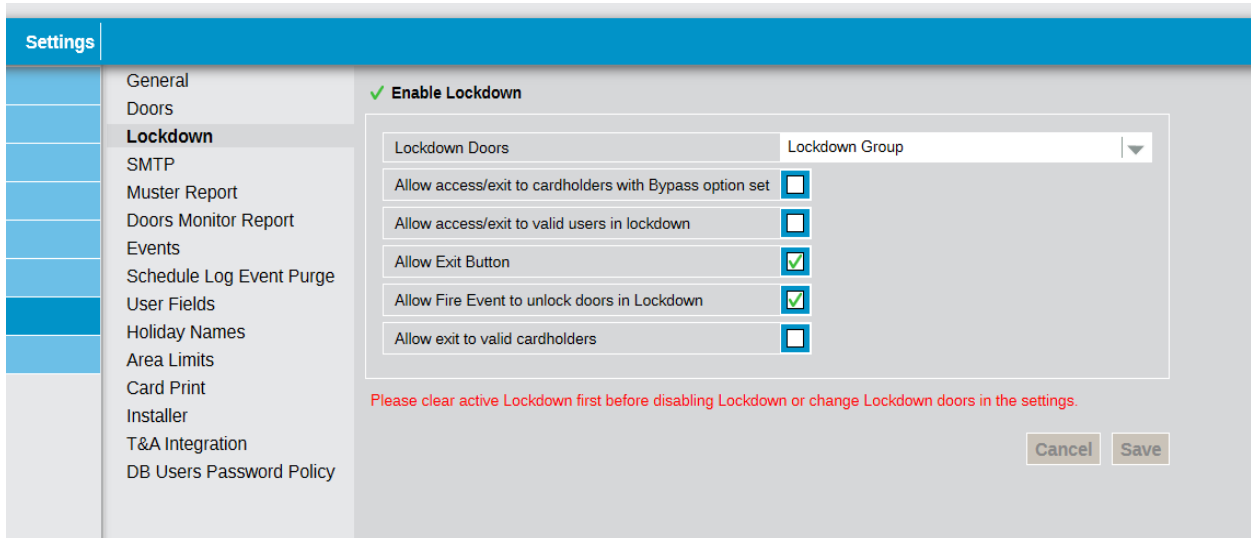 Settings
General
Doors
Lockdown
SMTP
Muster Report
Doors Monitor Report
Events
Schedule Log Event Purge
User Fields
Holiday Names
Area Limits
Card Print
Installer
T&A Integration
DB Users Password Policy
Enable Lockdown
Lockdown Doors Lockdown Group
Allow access/exit to cardholders with Bypass option set
Allow access/exit to valid users in lockdown
Allow Exit Button
Allow Fire Event to unlock doors in Lockdown
Allow exit to valid cardholders
Please clear active Lockdown first before disabling Lockdown or change Lockdown doors in the settings.
Cancel Save